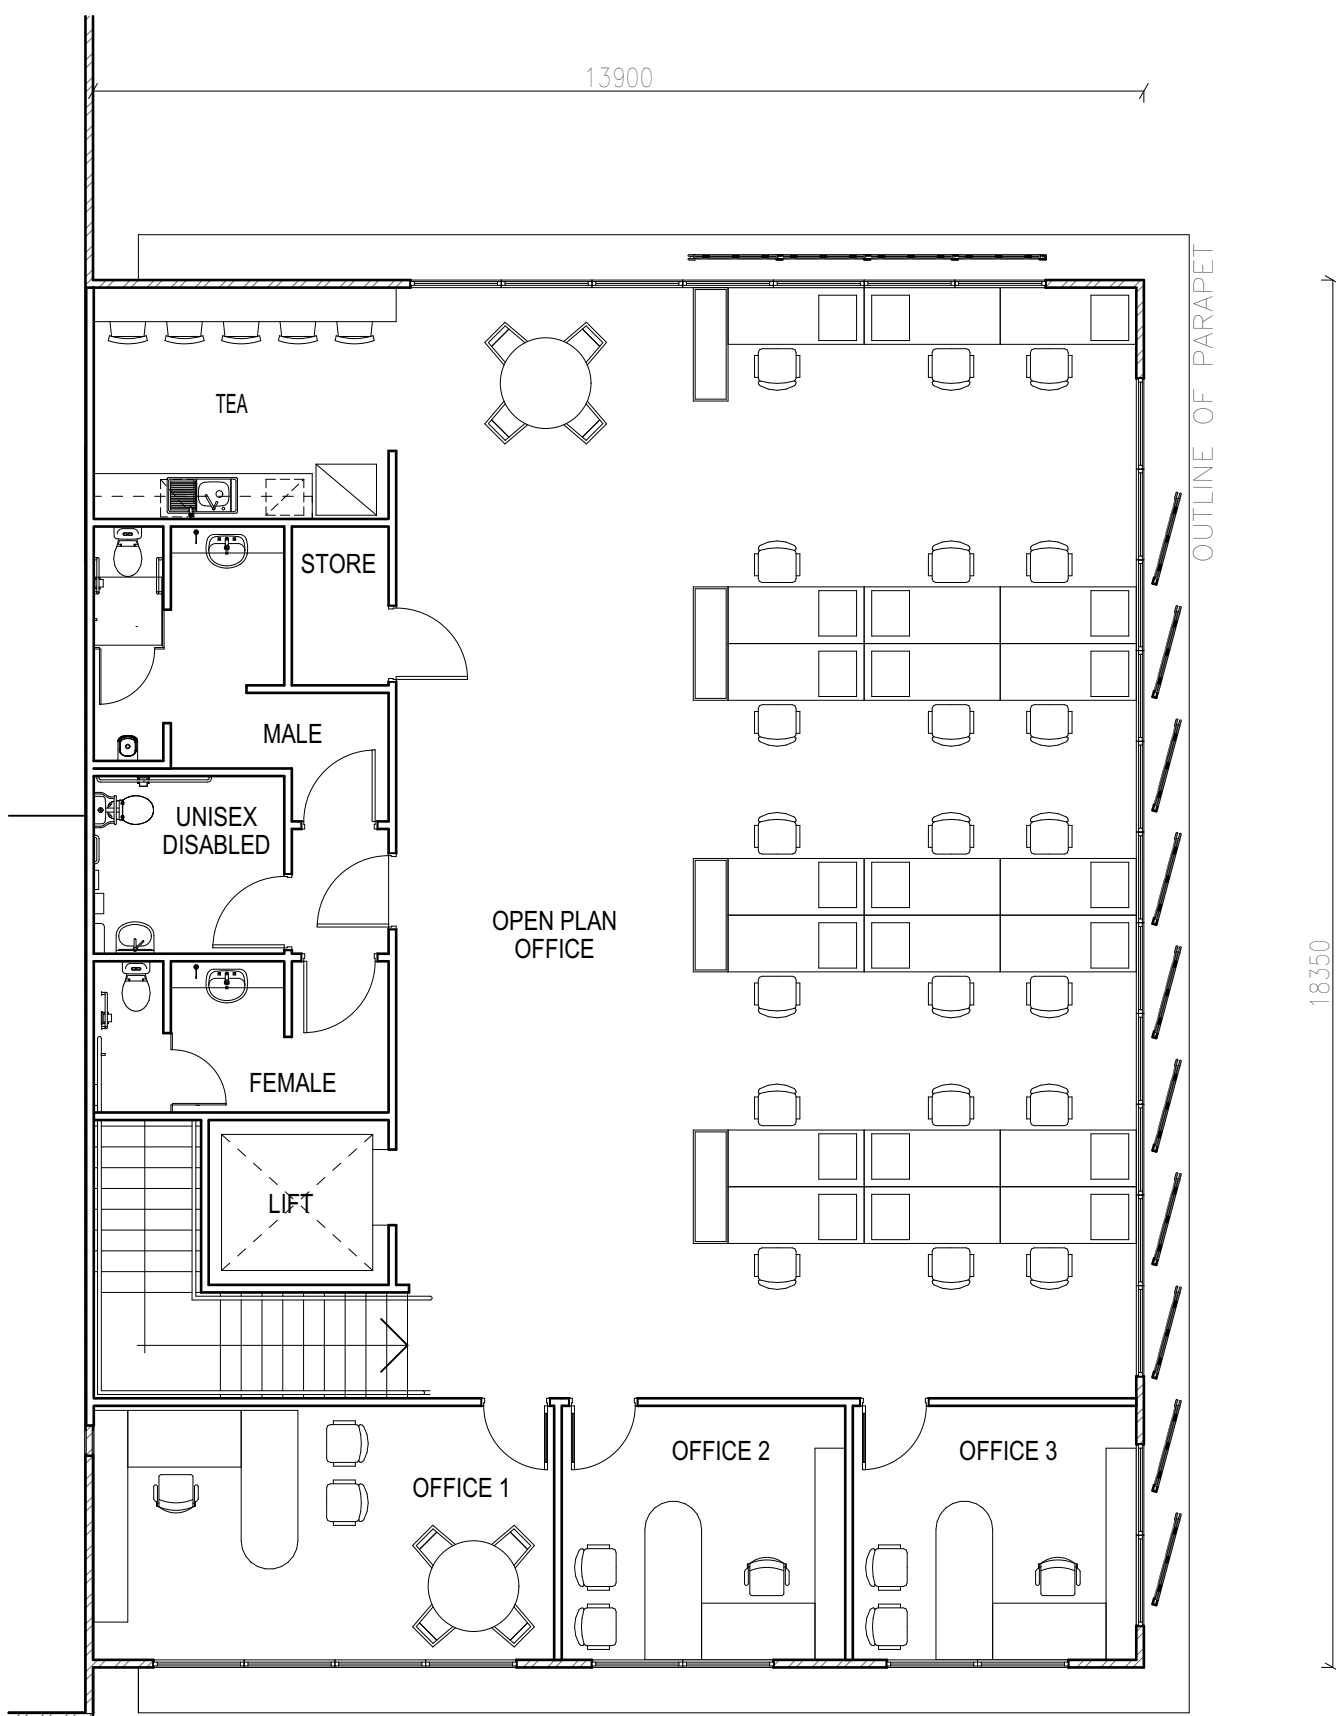 13900
OUTLINE OF PARAPET
TEA
STORE
MALE
UNISEX
DISABLED
OPEN PLAN
OFFICE
18350
FEMALE
LIFT
OFFICE 1
OFFICE 2
OFFICE 3